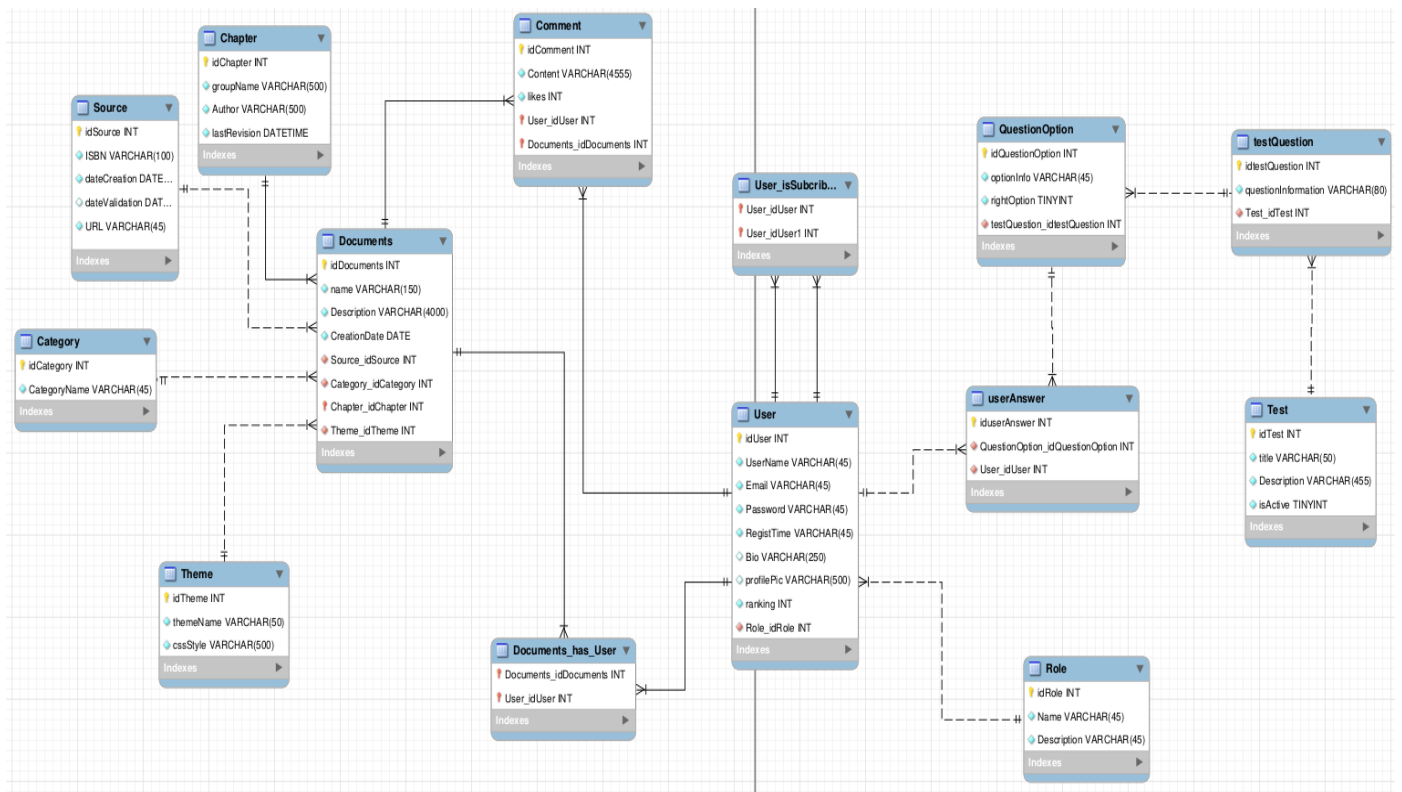 Chapter
idChapter INT
groupName VARCHAR(500)
Author VARCHAR(500)
lastRevision DATETIME
Indexes
Comment
idComment INT
Content VARCHAR(4555)
likes INT
User_idUser INT
Documents_idDocuments INT
Indexes
Source
idSource INT
ISBN VARCHAR(100)
dateCreation DATE...
dateValidation DAT...
URL VARCHAR(45)
Indexes
QuestionOption
idQuestionOption INT
optionInfo VARCHAR(45)
rightOption TINYINT
testQuestion_idtestQuestion INT
Indexes
testQuestion
idtestQuestion INT
questionInformation VARCHAR(80)
Test_idTest INT
Indexes
User_isSubcrib...
User_idUser INT
User_idUser1 INT
Indexes
Documents
idDocuments INT
name VARCHAR(150)
Description VARCHAR(4000)
CreationDate DATE
Source_idSource INT
Category_idCategory INT
Chapter_idChapter INT
Theme_idTheme INT
Indexes
Category
idCategory INT
CategoryName VARCHAR(45)
Indexes
User
idUser INT
UserName VARCHAR(45)
Email VARCHAR(45)
Password VARCHAR(45)
RegistTime VARCHAR(45)
Bio VARCHAR(250)
profilePic VARCHAR(500)
ranking INT
Role_idRole INT
Indexes
userAnswer
iduserAnswer INT
QuestionOption_idQuestionOption INT
User_idUser INT
Indexes
Test
idTest INT
title VARCHAR(50)
Description VARCHAR(455)
isActive TINYINT
Indexes
Theme
idTheme INT
themeName VARCHAR(50)
cssStyle VARCHAR(500)
Indexes
Documents_has_User
Documents_idDocuments INT
User_idUser INT
Indexes
Role
idRole INT
Name VARCHAR(45)
Description VARCHAR(45)
Indexes